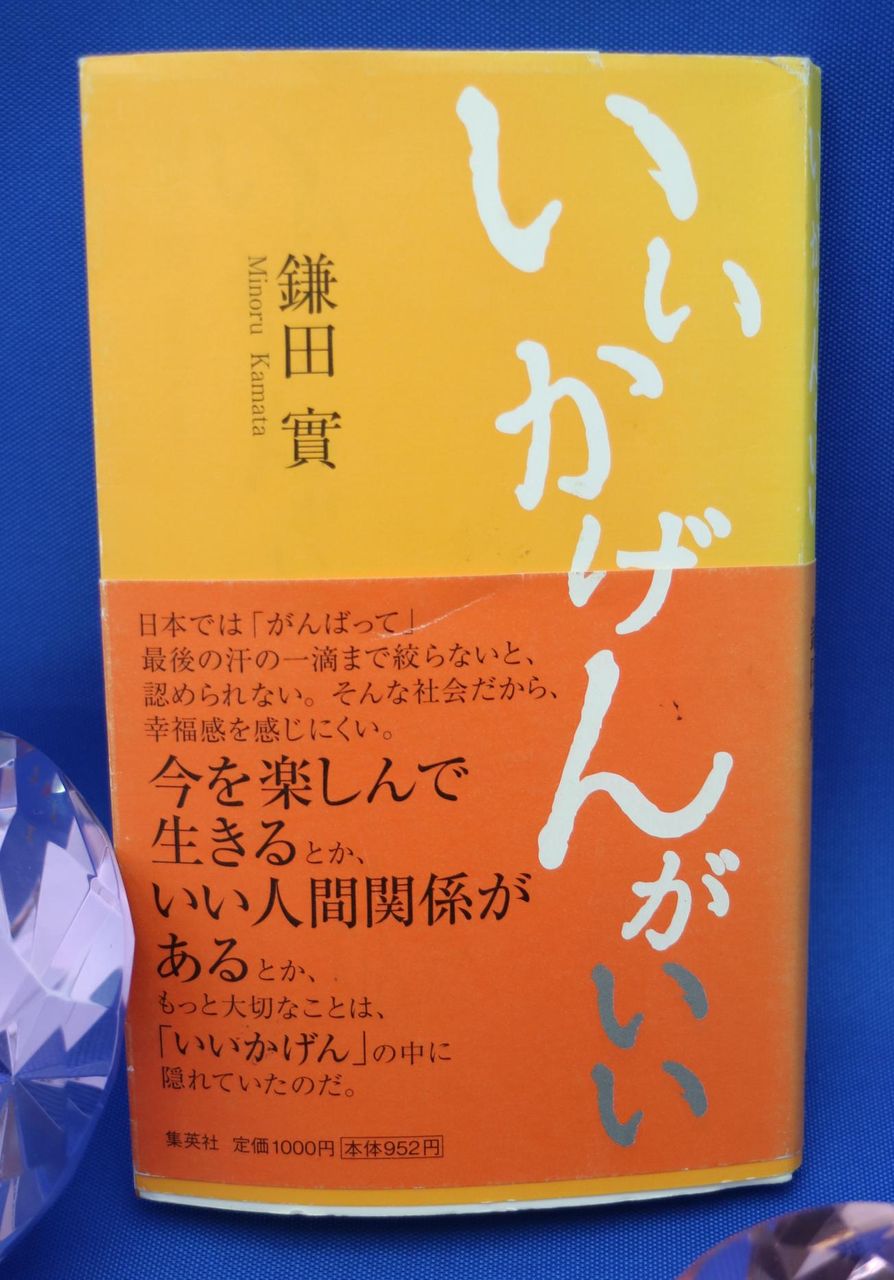 いいかげんがいい
鎌田 實
Minoru Kamata
日本では「がんばって」
最後の汗の一滴まで絞らないと、
認められない。そんな社会だから、
幸福感を感じにくい。
今を楽しんで
生きるとか、
いい人間関係が
あるとか、
もっと大切なことは、
「いいかげん」の中に
隠れていたのだ。
集英社 定価1000円 本体952円